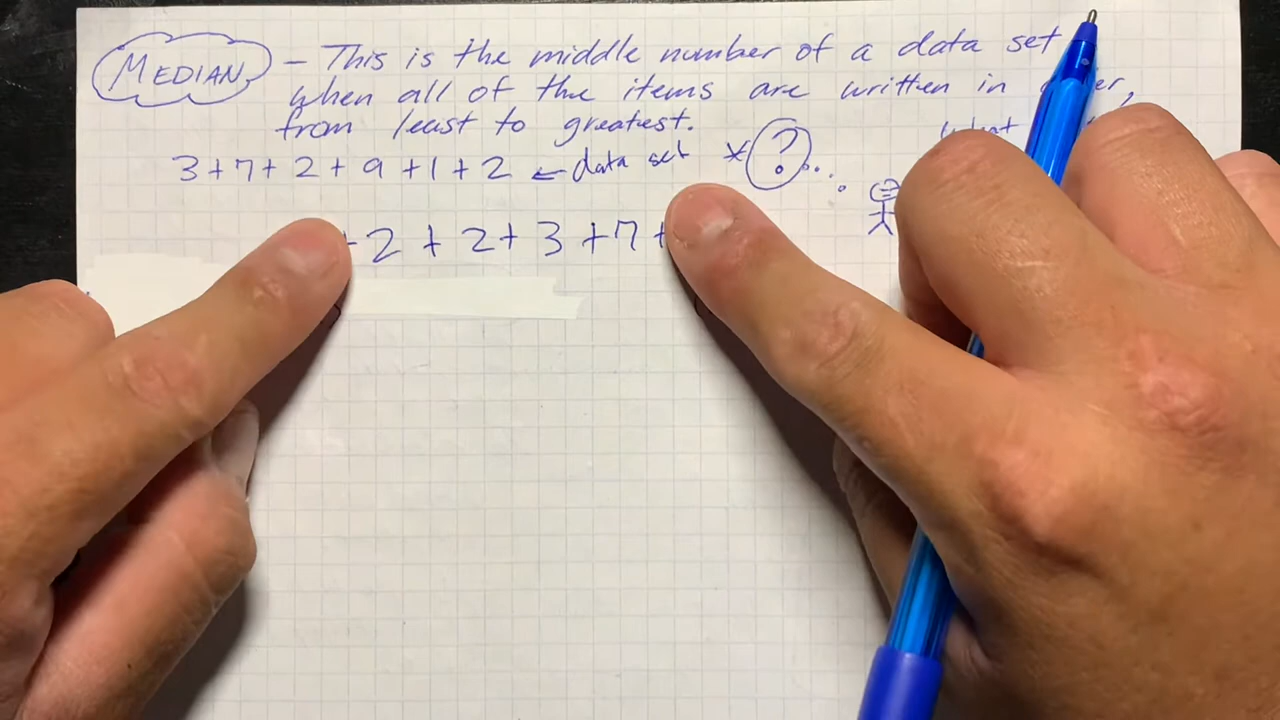 MEDIAN – This is the middle number of a data set
when all of the items are written in
from least to greatest.
3+7+2+9+1+2 ← data set * ?
2 + 2 + 3 + 7 +